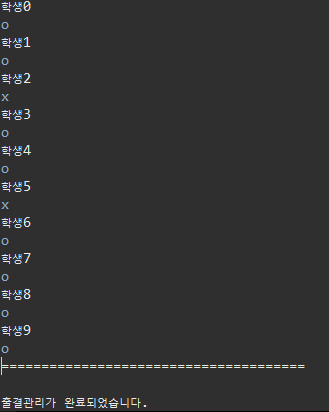 학생0
o
학생1
o
학생2
x
학생3
o
학생4
o
학생5
x
학생6
o
학생7
o
학생8
o
학생9
o
======================================
출결관리가 완료되었습니다.